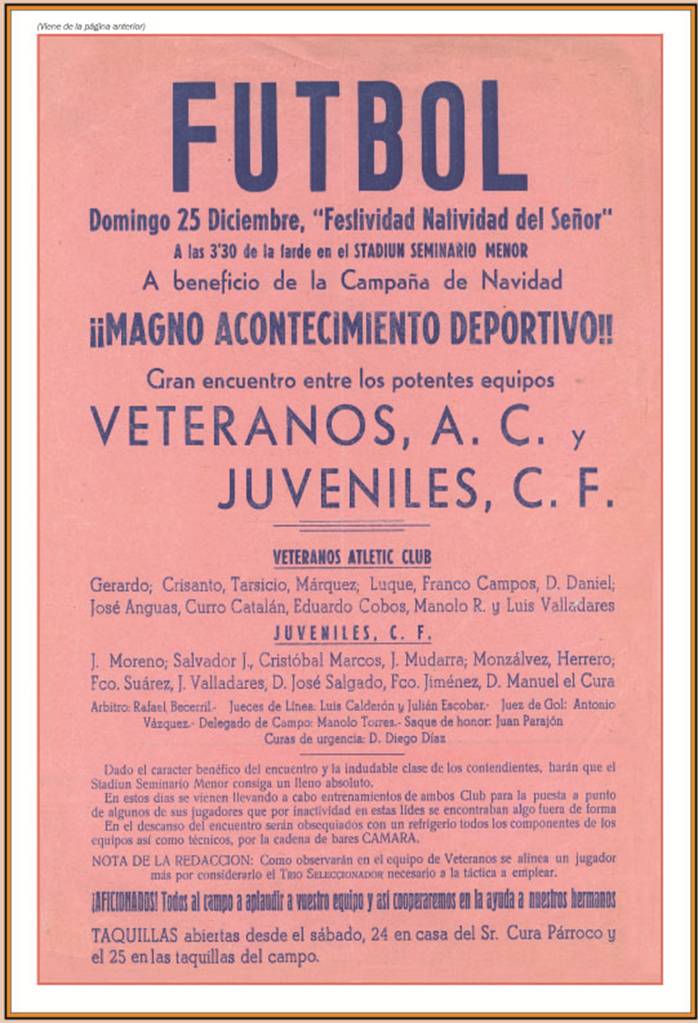 (Viene de la página anterior)
FUTBOL
Domingo 25 Diciembre, "Festividad Natividad del Señor"
A las 3'30 de la tarde en el STADIUN SEMINARIO MENOR
A beneficio de la Campaña de Navidad
¡¡MAGNO ACONTECIMIENTO DEPORTIVO!!
Gran encuentro entre los potentes equipos
VETERANOS, A. C. y
JUVENILES, C. F.
VETERANOS ATLETIC CLUB
Gerardo; Crisanto, Tarsicio, Márquez; Luque, Franco Campos, D. Daniel;
José Anguas, Curro Catalán, Eduardo Cobos, Manolo R. y Luis Valladares
JUVENILES, C. F.
J. Moreno; Salvador J., Cristóbal Marcos, J. Mudarra; Monzálvez, Herrero;
Fco. Suárez, J. Valladares, D. José Salgado, Fco. Jiménez, D. Manuel el Cura
Arbitro: Rafael Becerril.- Jueces de Línea: Luis Calderón y Julián Escobar.- Juez de Gol: Antonio
Vázquez.- Delegado de Campo: Manolo Torres.- Saque de honor: Juan Parajón
Curas de urgencia: D. Diego Díaz
Dado el caracter benéfico del encuentro y la indudable clase de los contendientes, harán que el
Stadiun Seminario Menor consiga un lleno absoluto.
En estos días se vienen llevando a cabo entrenamientos de ambos Club para la puesta a punto
de algunos de sus jugadores que por inactividad en estas lides se encontraban algo fuera de forma
En el descanso del encuentro serán obsequiados con un refrigerio todos los componentes de los
equipos así como técnicos, por la cadena de bares CAMARA.
NOTA DE LA REDACCION: Como observarán en el equipo de Veteranos se alinea un jugador
más por considerarlo el TRIO SELECCIONADOR necesario a la táctica a emplear.
¡AFICIONADOS! Todos al campo a aplaudir a vuestro equipo y así cooperaremos en la ayuda a nuestros hermanos
TAQUILLAS abiertas desde el sábado, 24 en casa del Sr. Cura Párroco y
el 25 en las taquillas del campo.